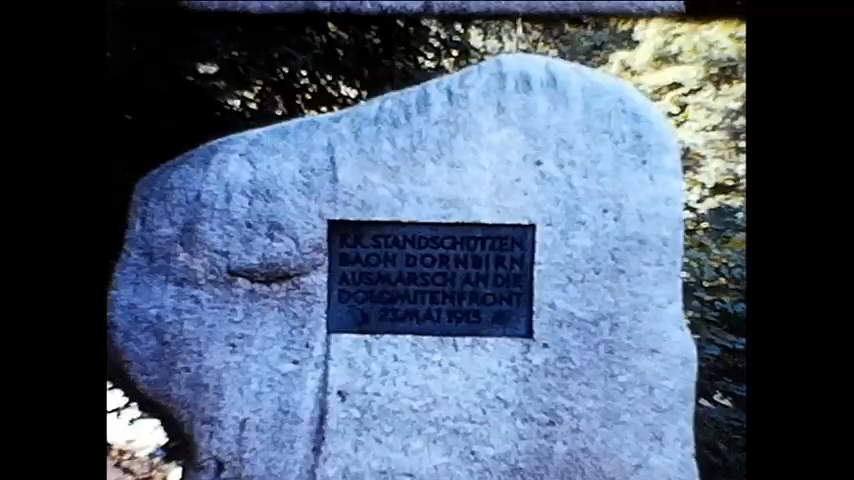 K.K. STANDSCHÜTZEN
BAON DORNBIRN
AUSMARSCH AN DIE
DOLOMITENFRONT
23. MAI 1915